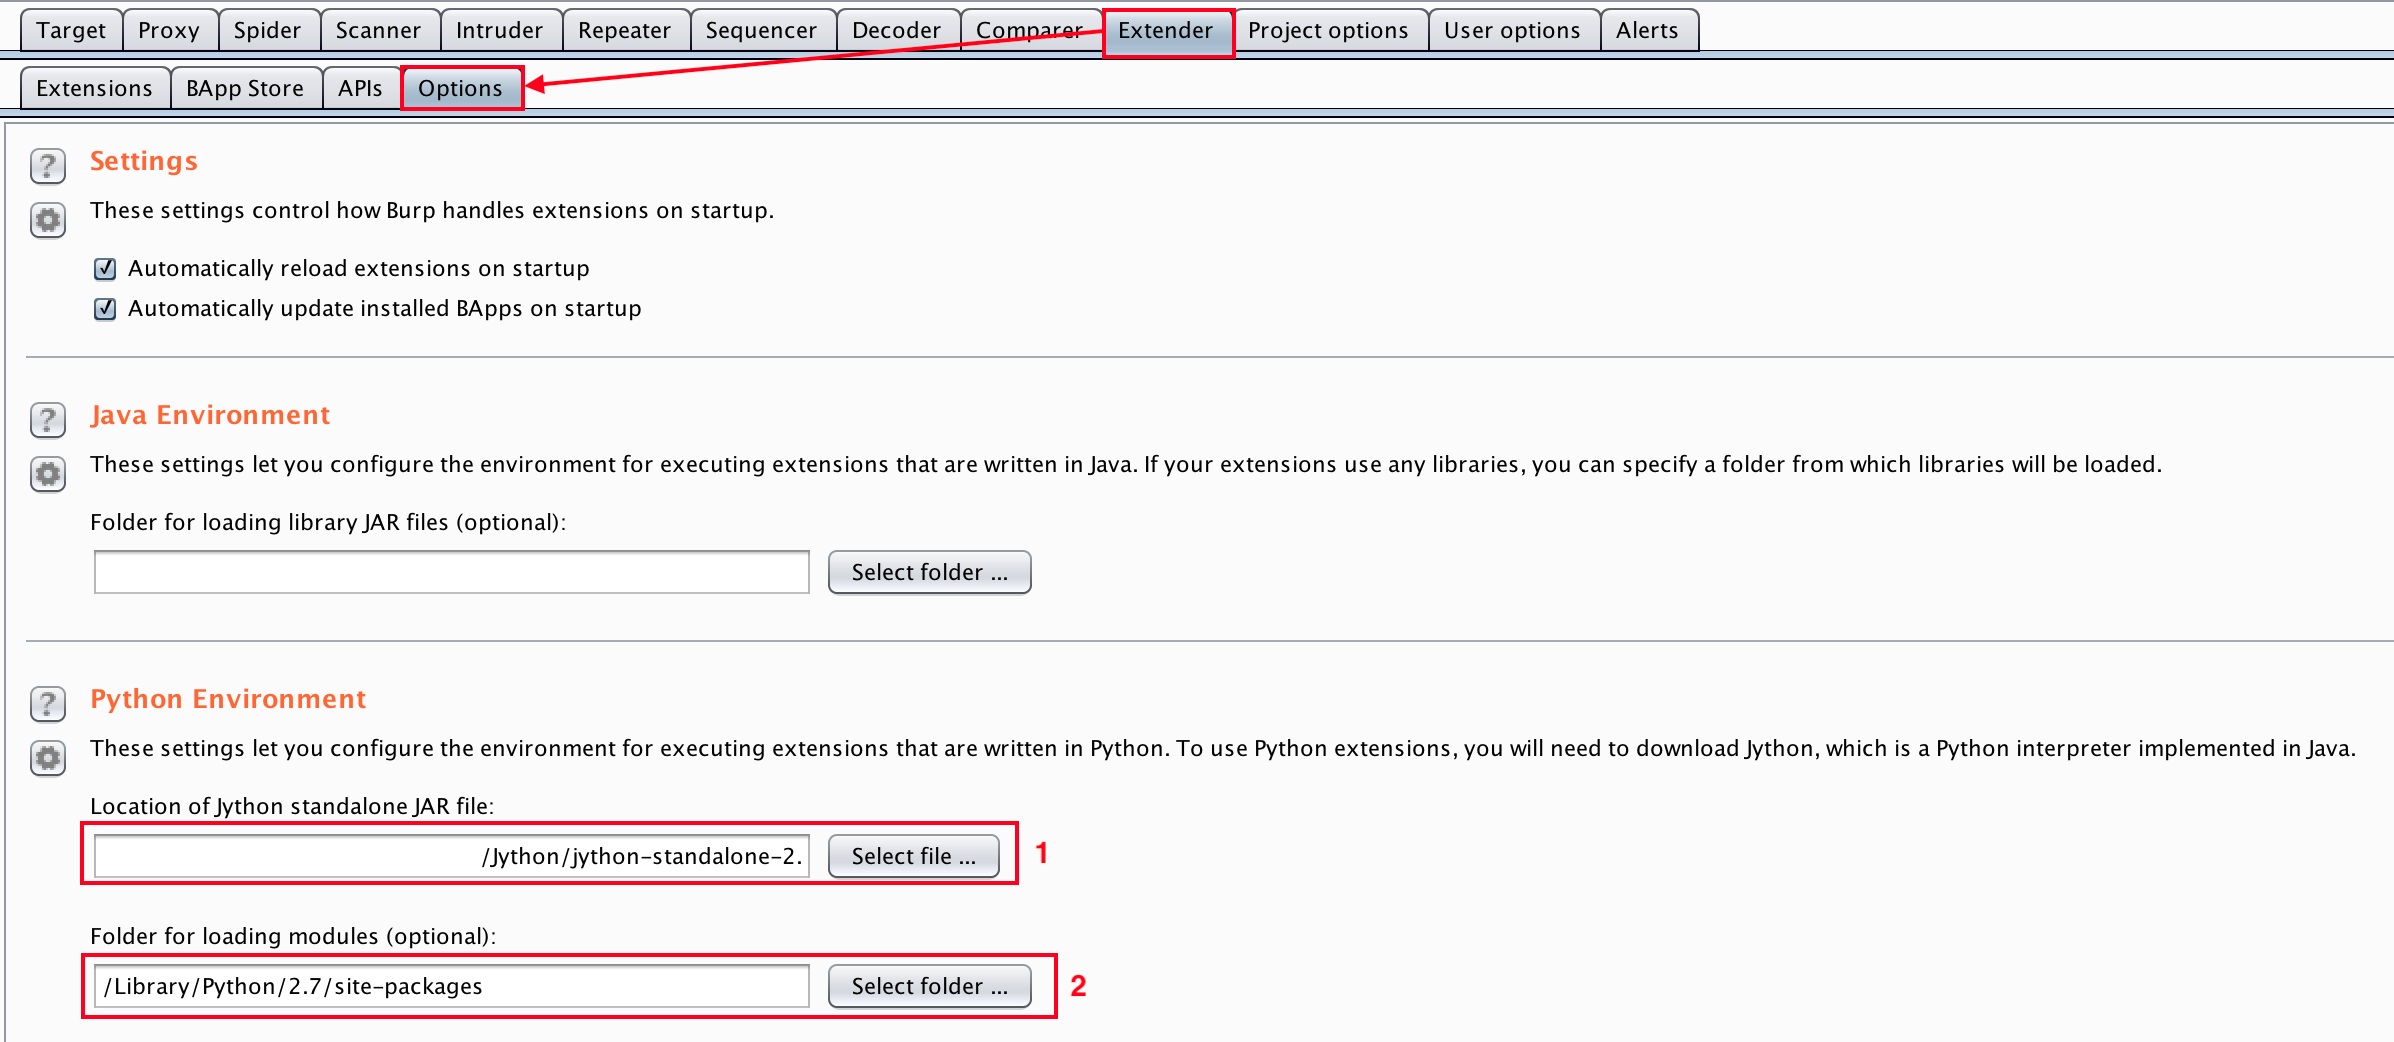 Target Proxy Spider Scanner Intruder Repeater Sequencer Decoder Comparer Extender Project options User options Alerts
Extensions BApp Store APIs Options
? Settings
These settings control how Burp handles extensions on startup.
Automatically reload extensions on startup
Automatically update installed BApps on startup
? Java Environment
These settings let you configure the environment for executing extensions that are written in Java. If your extensions use any libraries, you can specify a folder from which libraries will be loaded.
Folder for loading library JAR files (optional):
Select folder ...
? Python Environment
These settings let you configure the environment for executing extensions that are written in Python. To use Python extensions, you will need to download Jython, which is a Python interpreter implemented in Java.
Location of Jython standalone JAR file:
/Jython/jython-standalone-2. Select file ... 1
Folder for loading modules (optional):
/Library/Python/2.7/site-packages Select folder ... 2